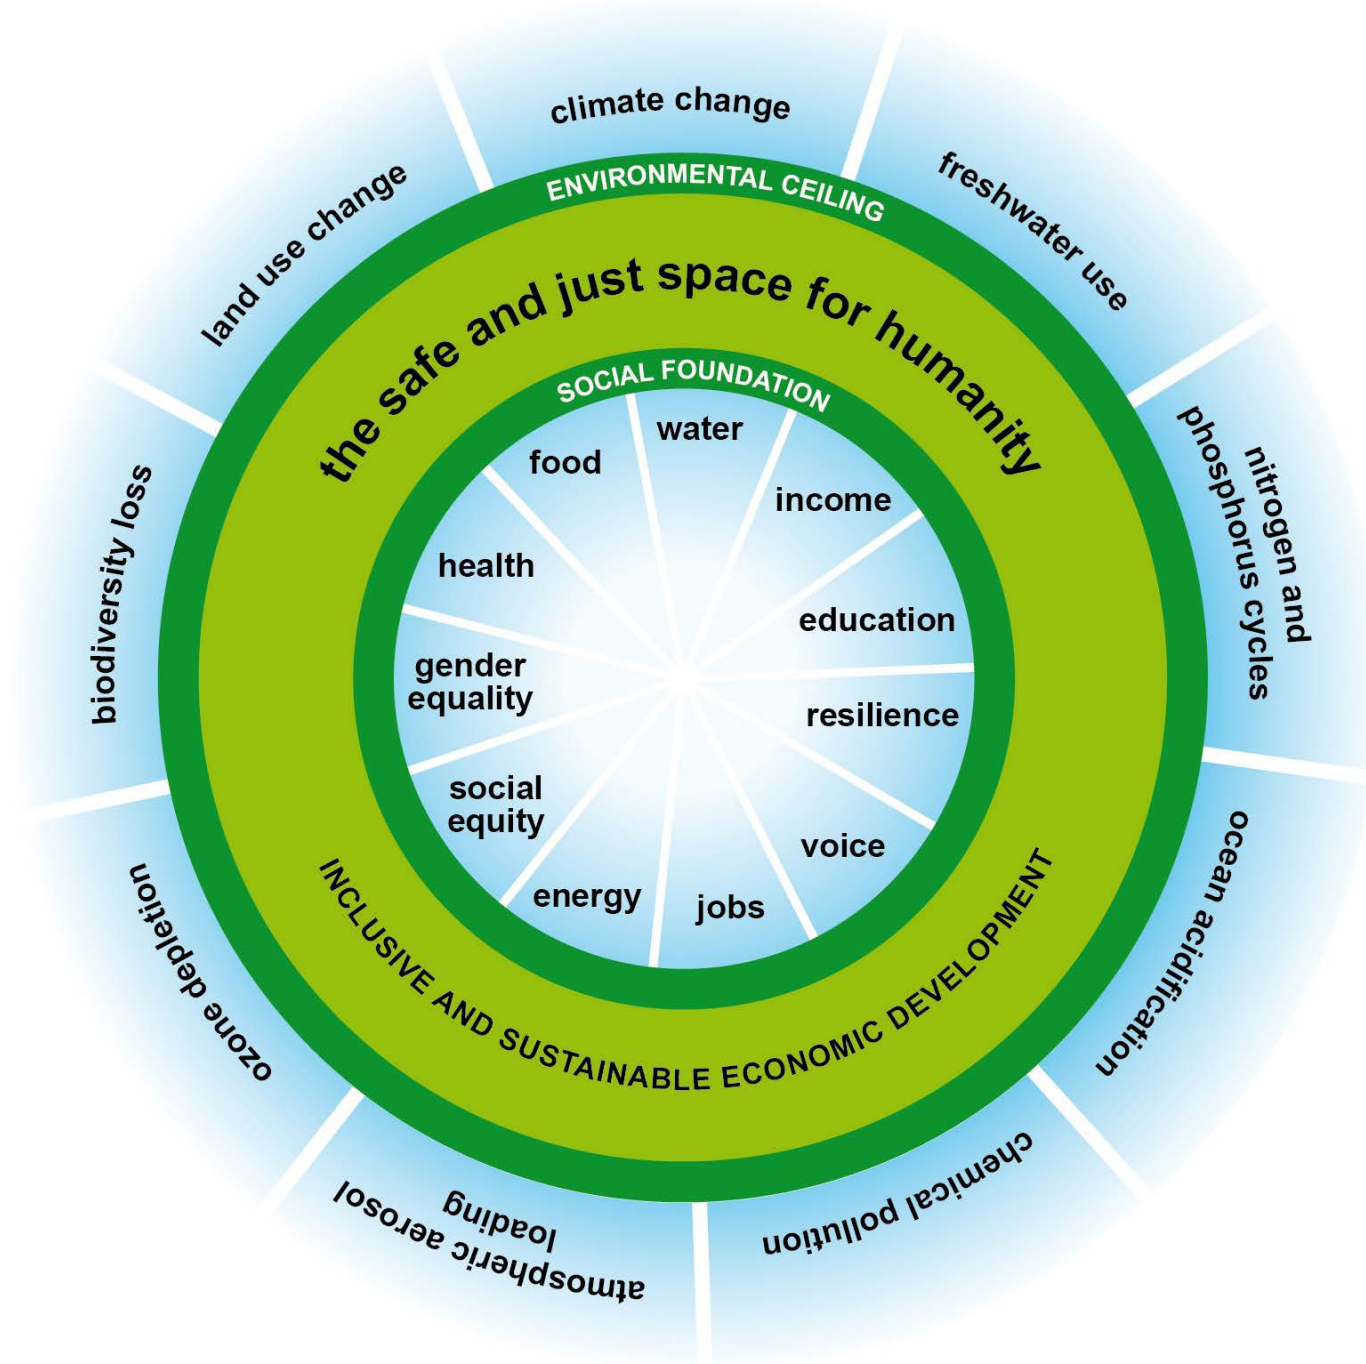 climate change
freshwater use
nitrogen and
phosphorus cycles
ocean acidification
chemical pollution
atmospheric aerosol
loading
ozone depletion
biodiversity loss
land use change
ENVIRONMENTAL CEILING
the safe and just space for humanity
SOCIAL FOUNDATION
water
income
education
resilience
voice
jobs
energy
social
equity
gender
equality
health
food
INCLUSIVE AND SUSTAINABLE ECONOMIC DEVELOPMENT